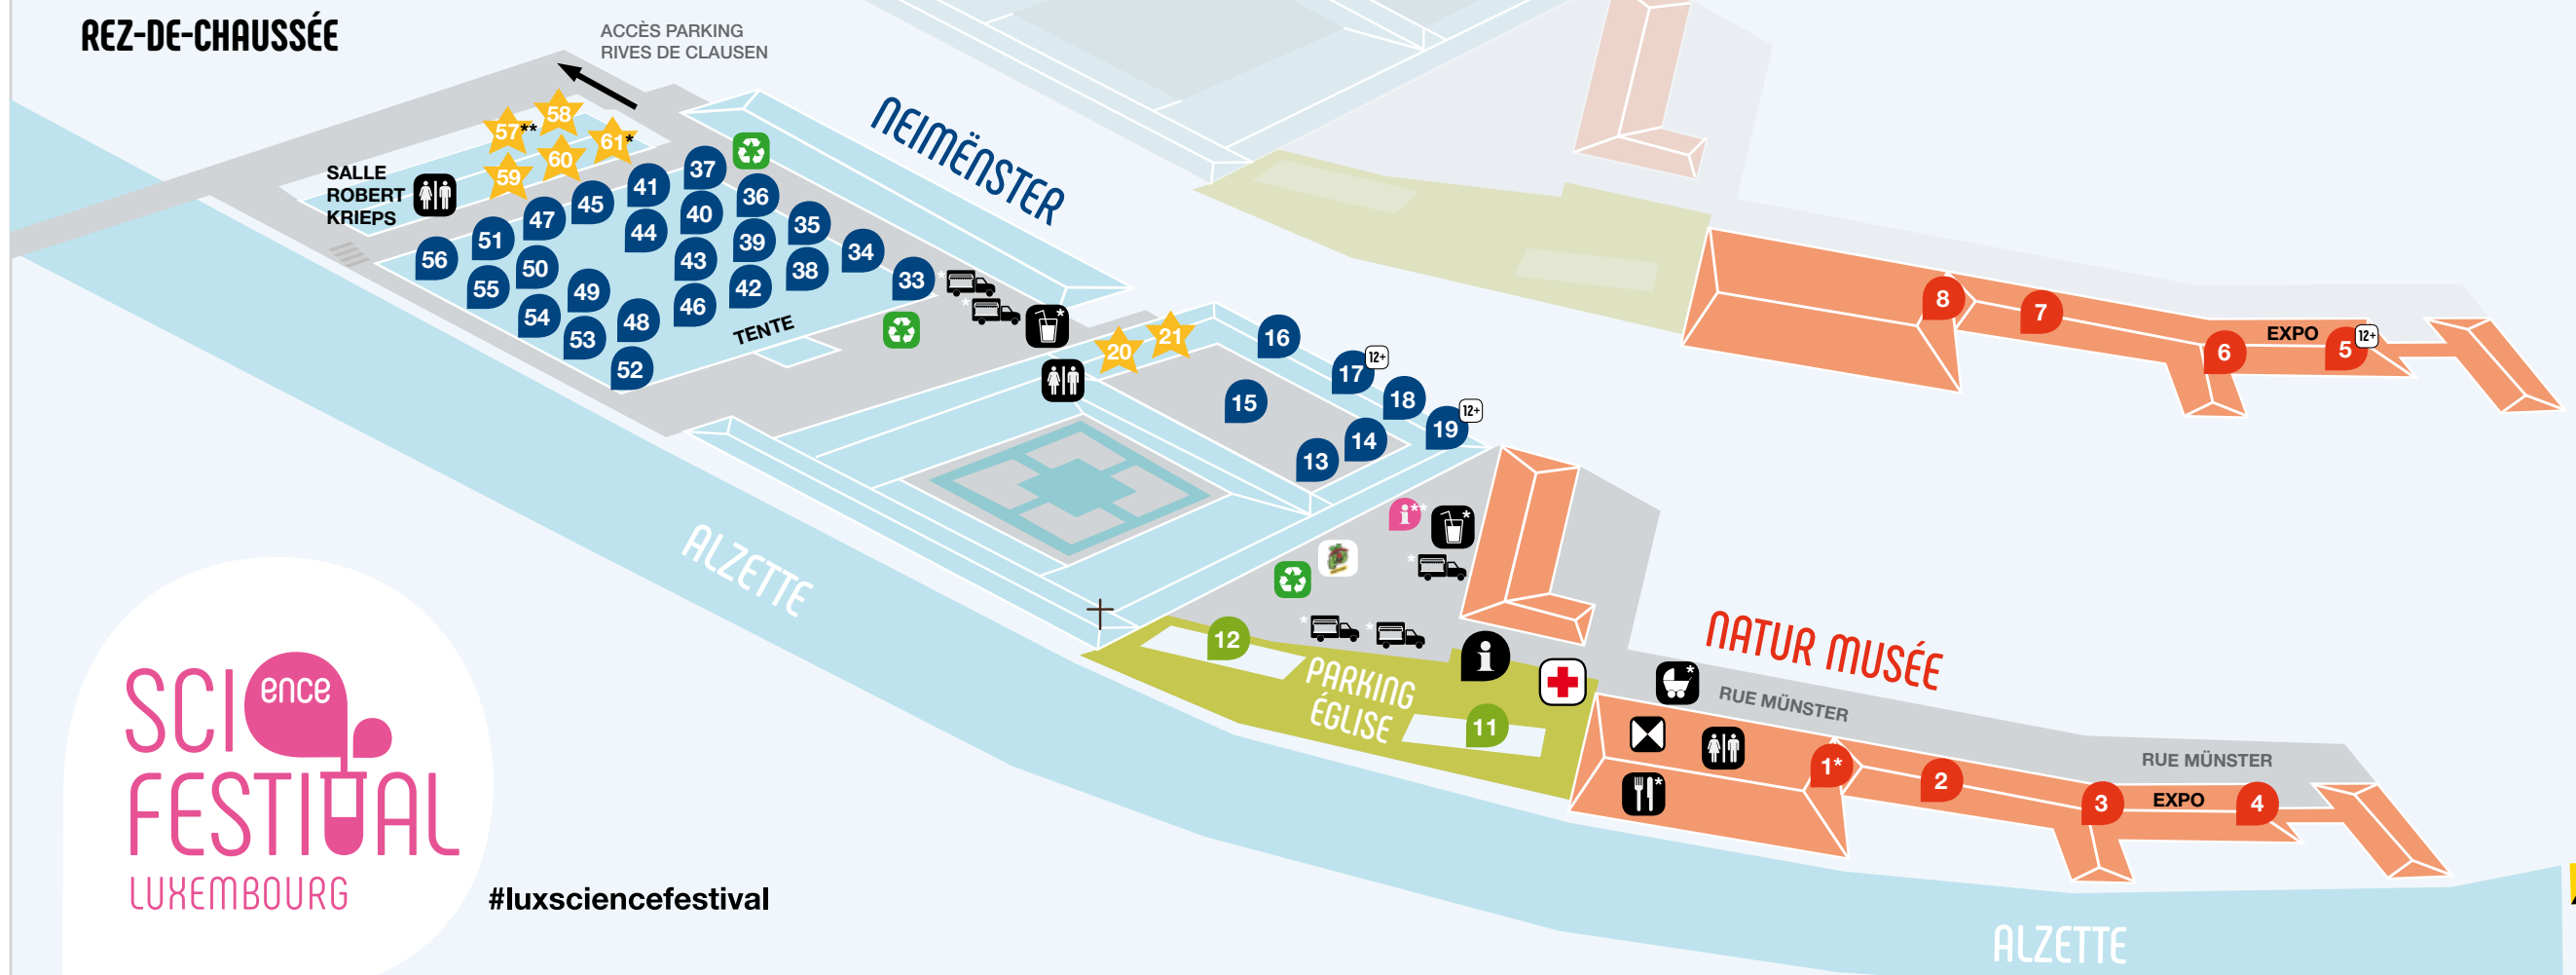 REZ-DE-CHAUSSÉE
ACCÈS PARKING
RIVES DE CLAUSEN
NEIMËNSTER
58
57**
61*
60
59
SALLE
ROBERT
KRIEPS
37
41
36
45
40
47
35
44
51
39
34
56
43
50
38
33
55
42
49
46
54
48
53
52
TENTE
20
21
16
17
12+
18
15
19
12+
14
13
8
7
6
EXPO
5
12+
i**
*
*
*
*
*
*
*
ALZETTE
12
PARKING
ÉGLISE
i
11
NATUR MUSÉE
*
RUE MÜNSTER
*
1*
2
RUE MÜNSTER
3
EXPO
4
SCIence
FESTIVAL
LUXEMBOURG
#luxsciencefestival
ALZETTE